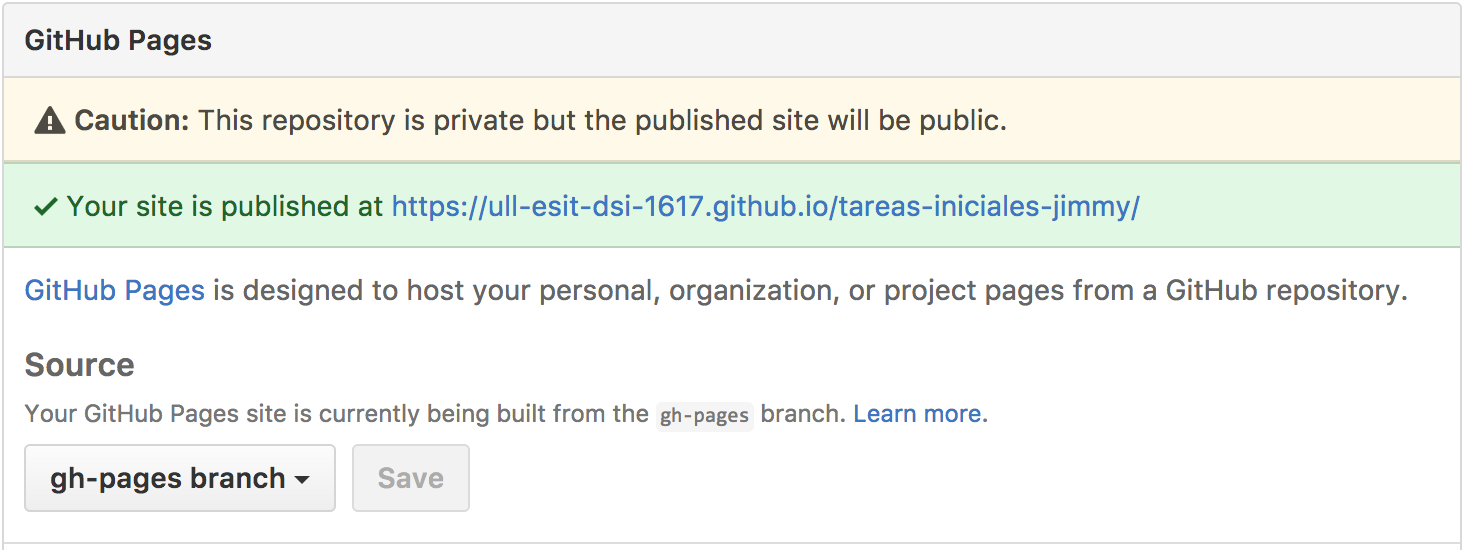 GitHub Pages
Caution: This repository is private but the published site will be public.
Your site is published at https://ull-esit-dsi-1617.github.io/tareas-iniciales-jimmy/
GitHub Pages is designed to host your personal, organization, or project pages from a GitHub repository.
Source
Your GitHub Pages site is currently being built from the gh-pages branch. Learn more.
gh-pages branch Save